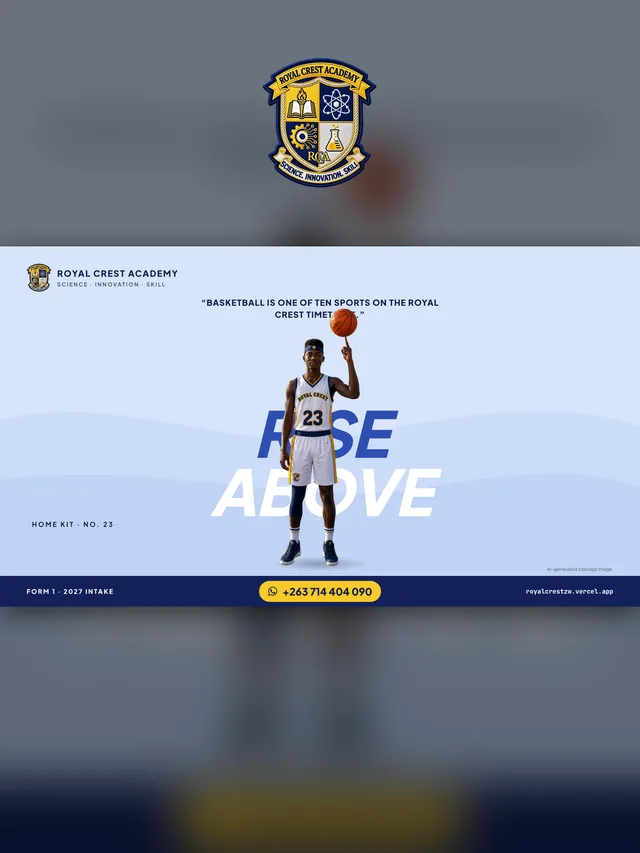 ROYAL CREST ACADEMY
RCA
SCIENCE, INNOVATION, SKILL
ROYAL CREST ACADEMY
SCIENCE · INNOVATION · SKILL
“BASKETBALL IS ONE OF TEN SPORTS ON THE ROYAL
CREST ”
ROYAL CREST
23
RISE
ABOVE
HOME KIT · NO. 23
AI-generated concept image
FORM 1 · 2027 INTAKE
+263 714 404 090
royalcrestzw.vercel.app